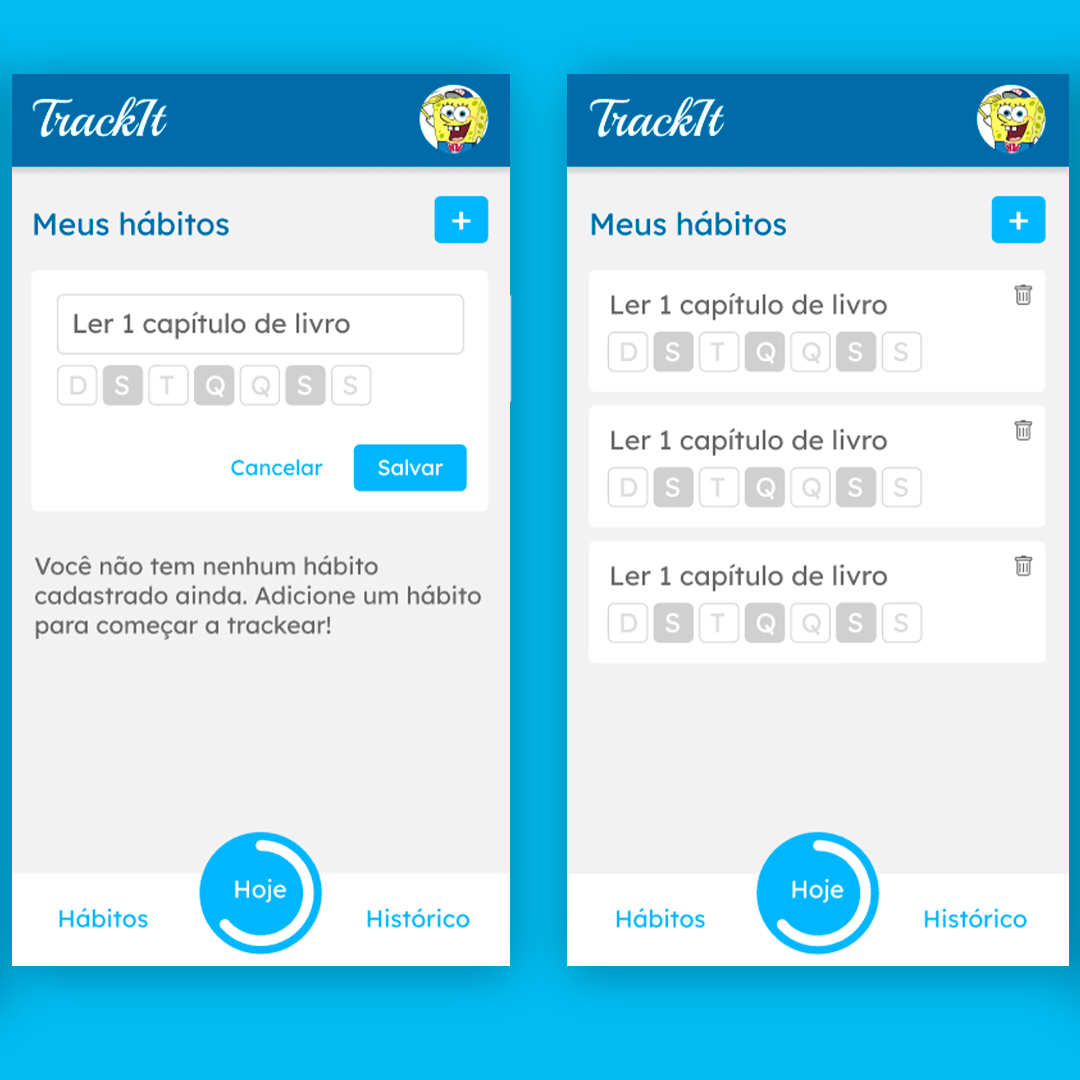 TrackIt
Meus hábitos
+
Ler 1 capítulo de livro
D S T Q Q S S
Cancelar
Salvar
Você não tem nenhum hábito
cadastrado ainda. Adicione um hábito
para começar a trackear!
Hábitos
Hoje
Histórico
TrackIt
Meus hábitos
+
Ler 1 capítulo de livro
D S T Q Q S S
Ler 1 capítulo de livro
D S T Q Q S S
Ler 1 capítulo de livro
D S T Q Q S S
Hábitos
Hoje
Histórico